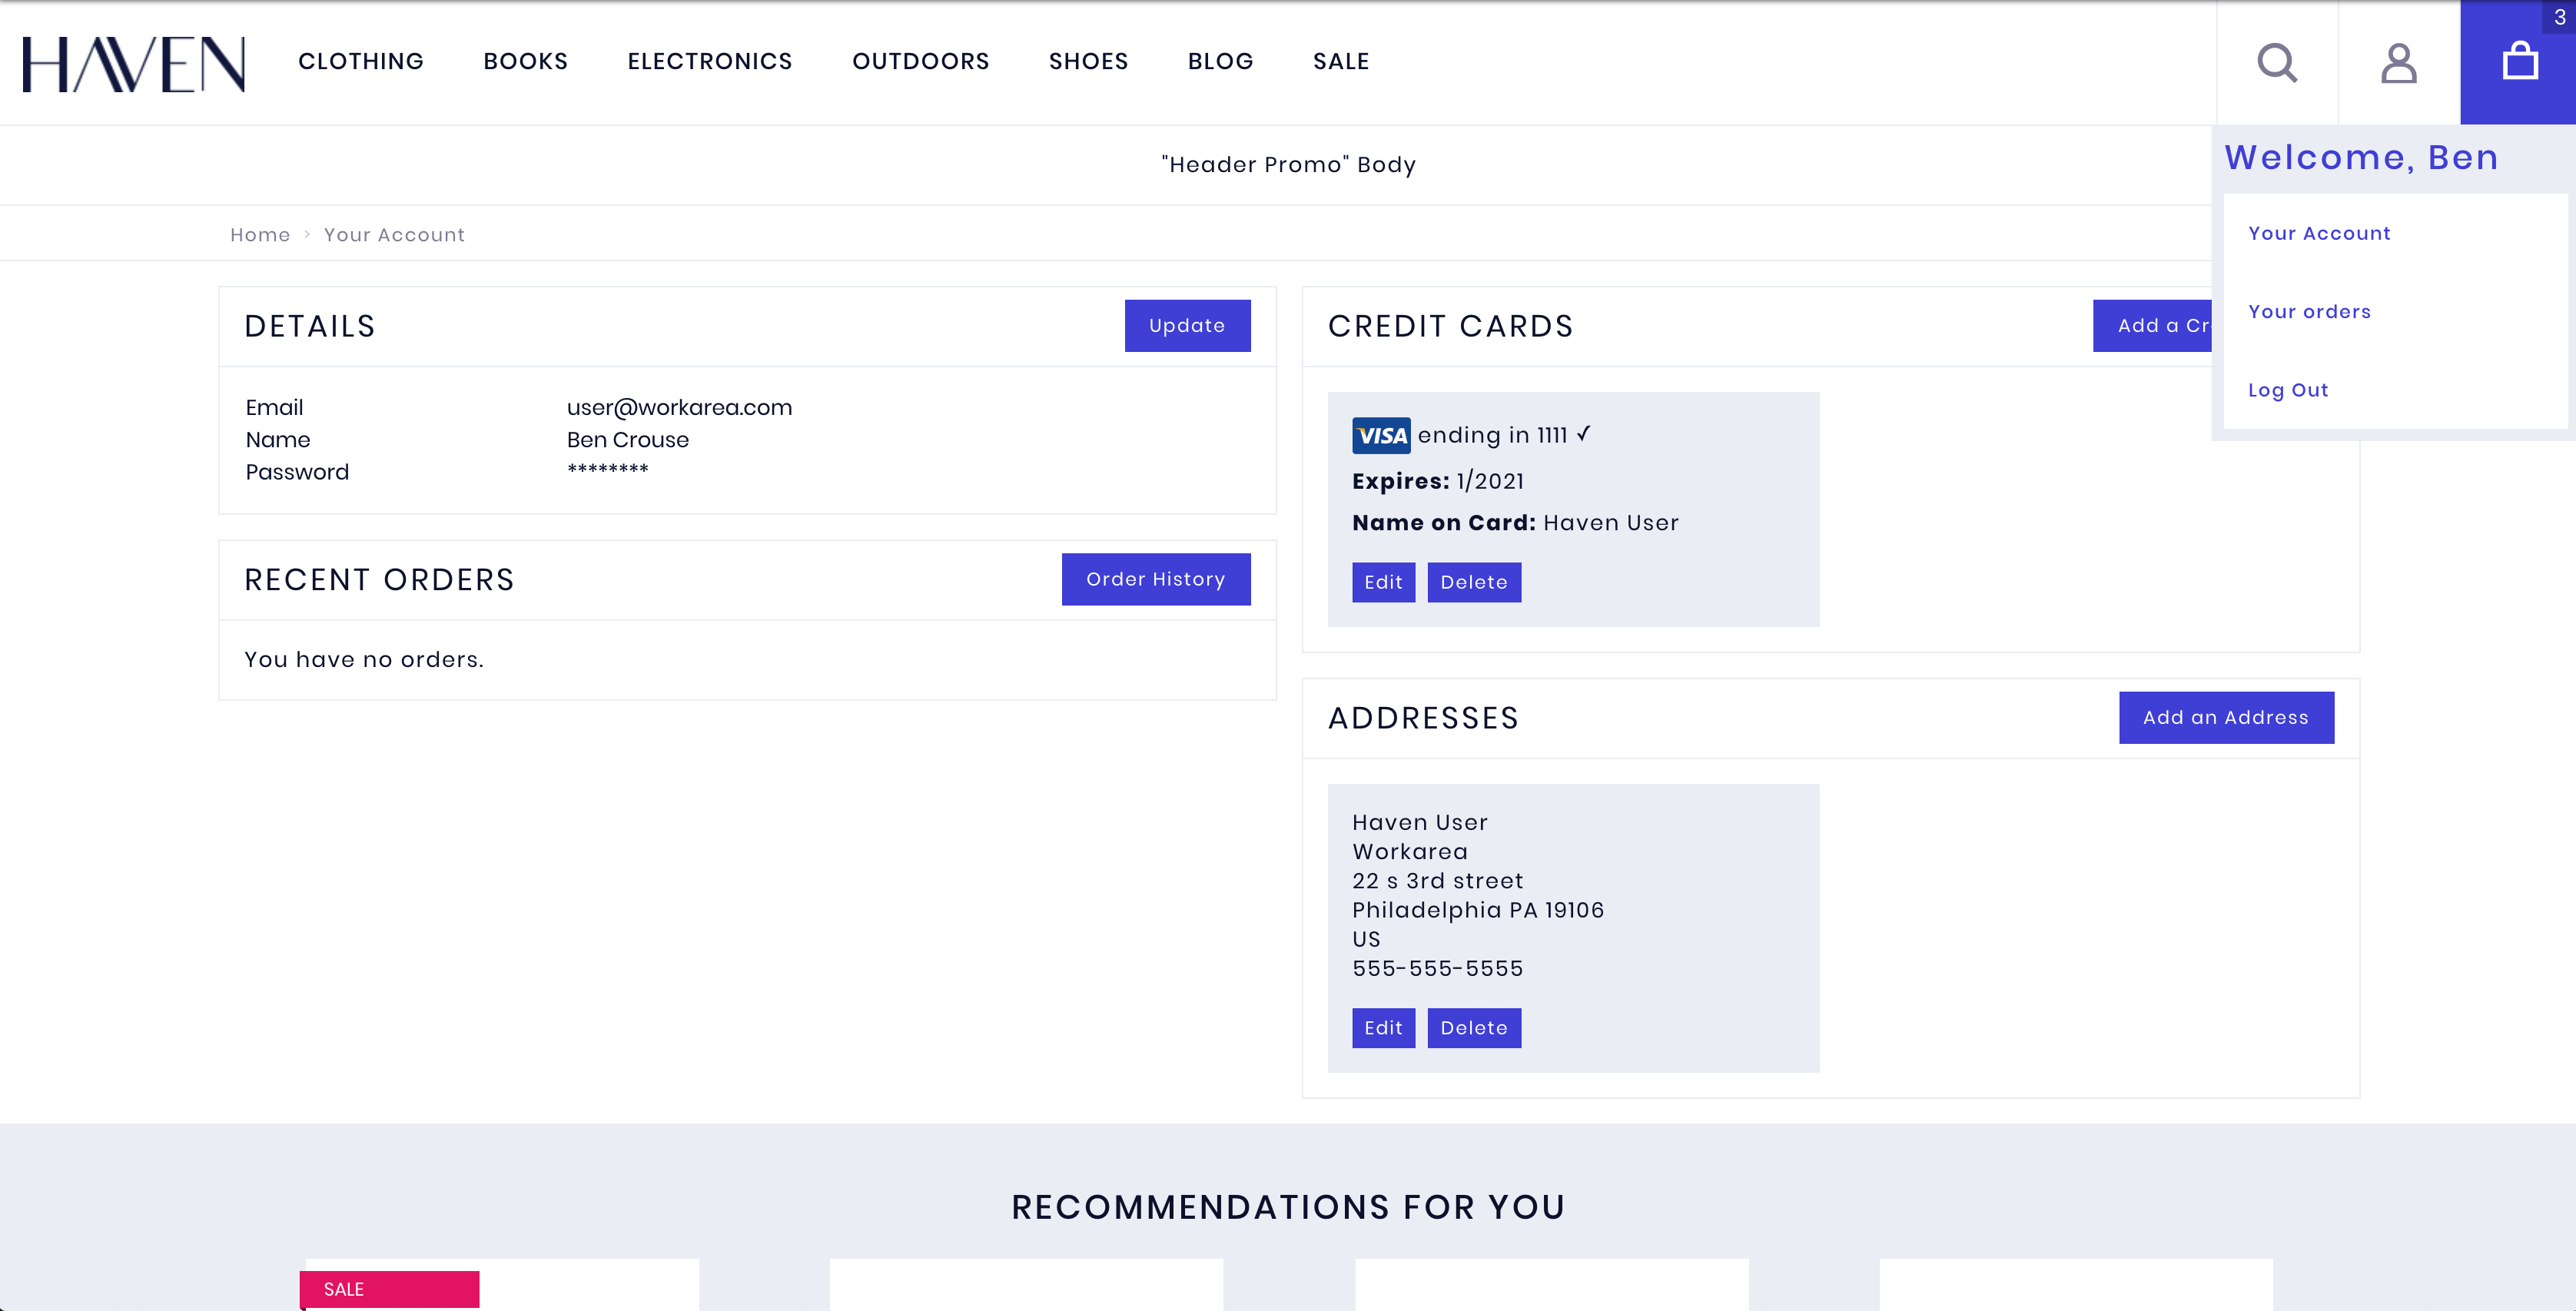 HAVEN
CLOTHING BOOKS ELECTRONICS OUTDOORS SHOES BLOG SALE
3
"Header Promo" Body
Welcome, Ben
Your Account
Your orders
Log Out
Home > Your Account
DETAILS
Update
Email user@workarea.com
Name Ben Crouse
Password ********
RECENT ORDERS
Order History
You have no orders.
CREDIT CARDS
Add a Cr
VISA ending in 1111 ✓
Expires: 1/2021
Name on Card: Haven User
Edit Delete
ADDRESSES
Add an Address
Haven User
Workarea
22 s 3rd street
Philadelphia PA 19106
US
555-555-5555
Edit Delete
RECOMMENDATIONS FOR YOU
SALE